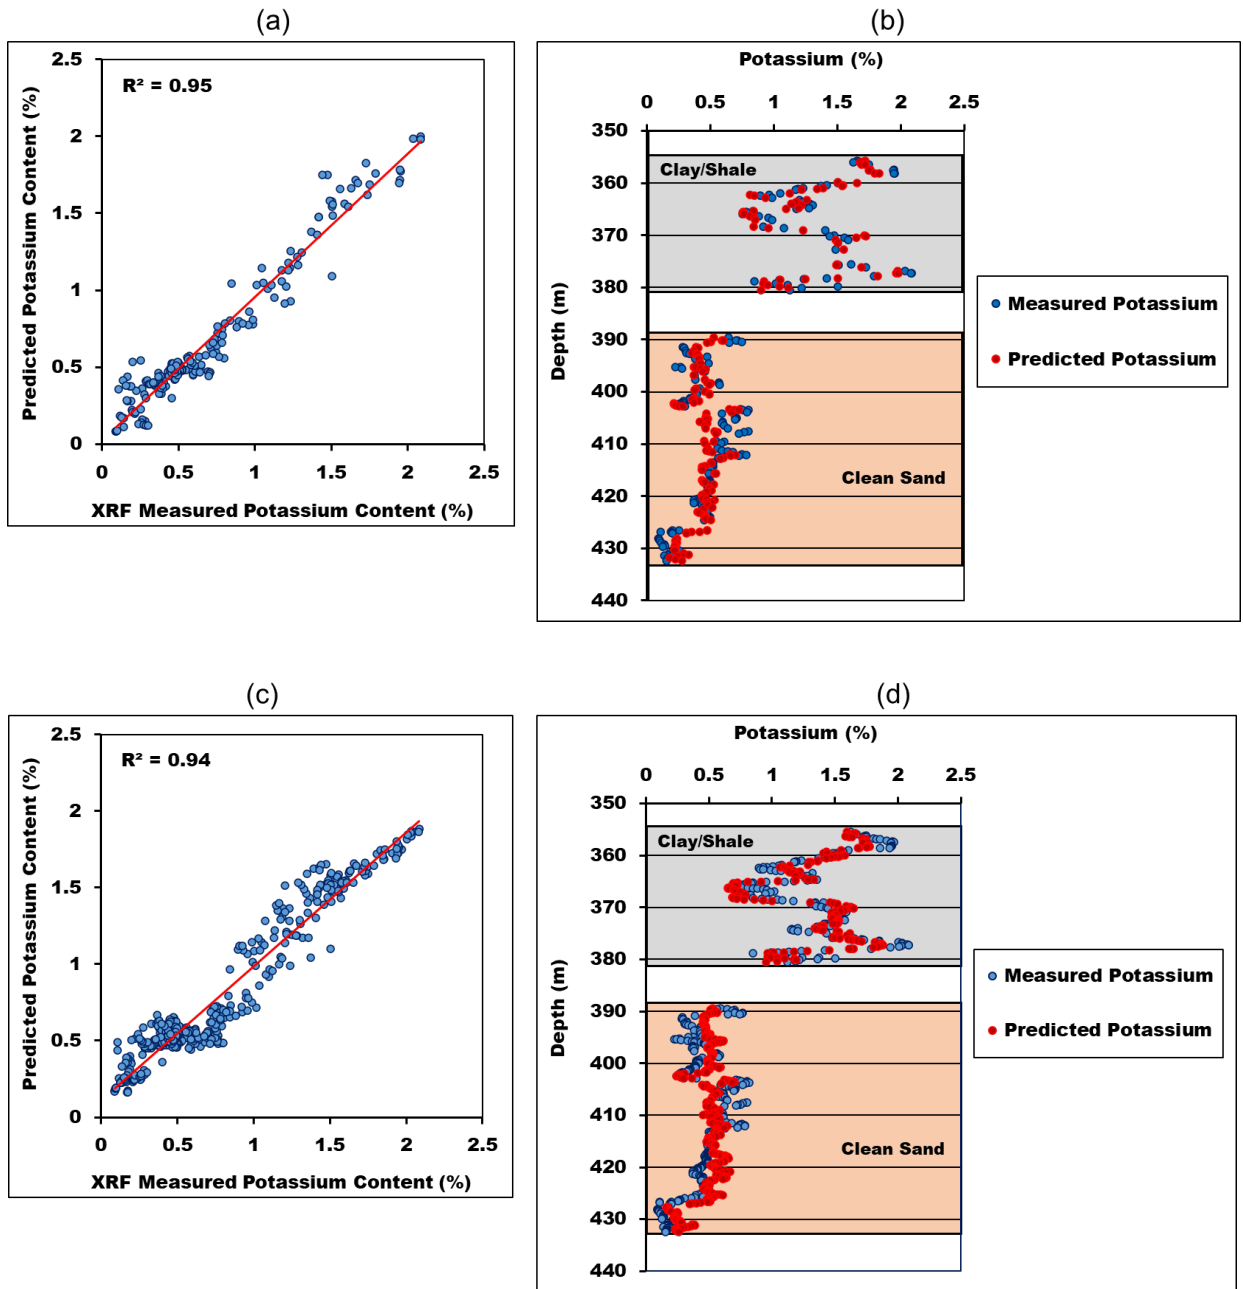 (a)
R² = 0.95
Predicted Potassium Content (%)
2.5
2
1.5
1
0.5
0
0 0.5 1 1.5 2 2.5
XRF Measured Potassium Content (%)
(b)
Potassium (%)
0 0.5 1 1.5 2 2.5
Depth (m)
350
360
370
380
390
400
410
420
430
440
Clay/Shale
Clean Sand
Measured Potassium
Predicted Potassium
(c)
R² = 0.94
Predicted Potassium Content (%)
2.5
2
1.5
1
0.5
0
0 0.5 1 1.5 2 2.5
XRF Measured Potassium Content (%)
(d)
Potassium (%)
0 0.5 1 1.5 2 2.5
Depth (m)
350
360
370
380
390
400
410
420
430
440
Clay/Shale
Clean Sand
Measured Potassium
Predicted Potassium